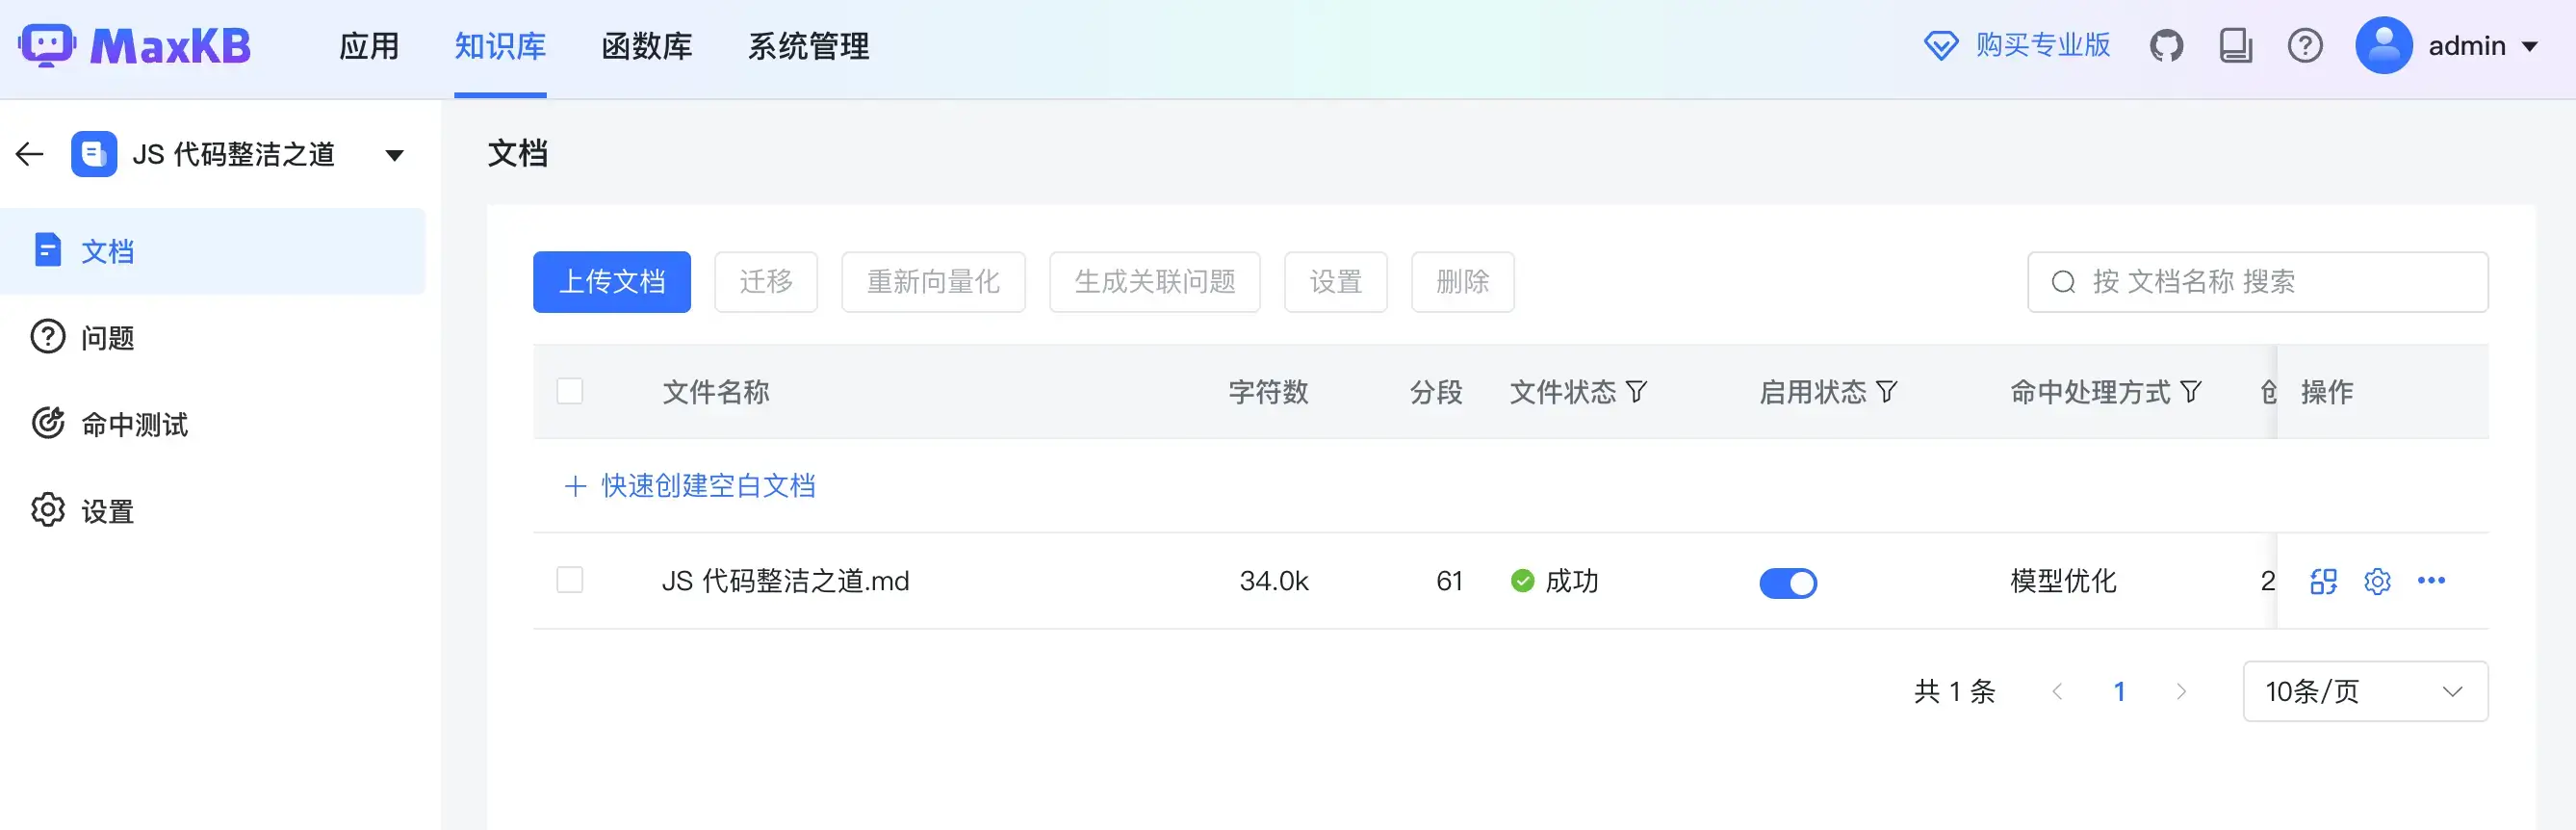 MaxKB 应用 知识库 函数库 系统管理 购买专业版 admin
JS 代码整洁之道
文档
问题
命中测试
设置
文档
上传文档 迁移 重新向量化 生成关联问题 设置 删除 按 文档名称 搜索
文件名称 字符数 分段 文件状态 启用状态 命中处理方式 操作
快速创建空白文档
JS 代码整洁之道.md 34.0k 61 成功 模型优化 2
共 1 条 1 10条/页